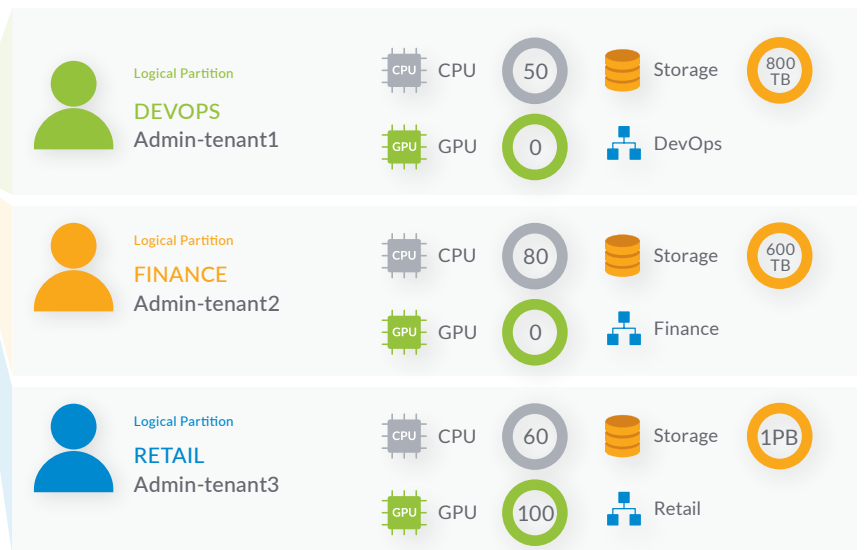 Logical Partition
DEVOPS
Admin-tenant1
CPU CPU 50 Storage 800 TB
GPU GPU 0 DevOps
Logical Partition
FINANCE
Admin-tenant2
CPU CPU 80 Storage 600 TB
GPU GPU 0 Finance
Logical Partition
RETAIL
Admin-tenant3
CPU CPU 60 Storage 1PB
GPU GPU 100 Retail